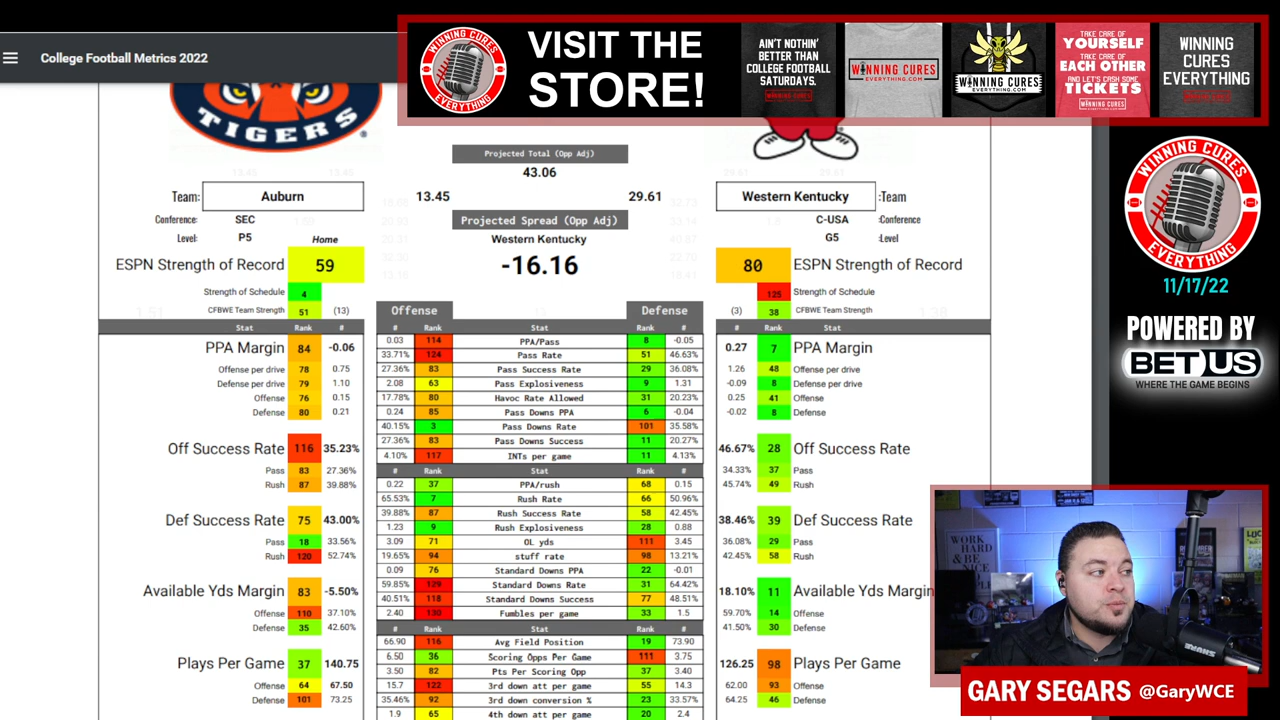 College Football Metrics 2022
WINNING CURES
EVERYTHING
VISIT THE
STORE!
AIN'T NOTHIN'
BETTER THAN
COLLEGE FOOTBALL
SATURDAYS.
WINNING CURES
WINNING CURES
EVERYTHING.COM
WINNING CURES
EVERYTHING.COM
TAKE CARE OF
YOURSELF
TAKE CARE OF
EACH OTHER
AND LET'S CASH SOME
TICKETS
WINNING CURES
WINNING
CURES
EVERYTHING
TIGERS
Projected Total (Opp Adj)
43.06
13.45 29.61
Projected Spread (Opp Adj)
Western Kentucky
-16.16
Team: Auburn
Conference: SEC
Level: P5 Home
ESPN Strength of Record 59
Strength of Schedule 4
CFBWE Team Strength 51 (13)
Western Kentucky :Team
C-USA :Conference
G5 :Level
80 ESPN Strength of Record
125 Strength of Schedule
(3) 38 CFBWE Team Strength
Stat Rank #
PPA Margin 84 -0.06
Offense per drive 78 0.75
Defense per drive 79 1.10
Offense 76 0.15
Defense 80 0.21
Off Success Rate 116 35.23%
Pass 83 27.36%
Rush 87 39.88%
Def Success Rate 75 43.00%
Pass 18 33.56%
Rush 120 52.74%
Available Yds Margin 83 -5.50%
Offense 110 37.10%
Defense 35 42.60%
Plays Per Game 37 140.75
Offense 64 67.50
Defense 101 73.25
Offense Defense
# Rank Stat Rank #
0.03 114 PPA/Pass 8 -0.05
33.71% 124 Pass Rate 51 46.63%
27.36% 83 Pass Success Rate 29 36.08%
2.08 63 Pass Explosiveness 9 1.31
17.78% 80 Havoc Rate Allowed 31 20.23%
0.24 85 Pass Downs PPA 6 -0.04
40.15% 3 Pass Downs Rate 101 35.58%
27.36% 83 Pass Downs Success 11 20.27%
4.10% 117 INTs per game 11 4.13%
# Rank Stat Rank #
0.22 37 PPA/rush 68 0.15
65.53% 7 Rush Rate 66 50.96%
39.88% 87 Rush Success Rate 58 42.45%
1.23 9 Rush Explosiveness 28 0.88
3.09 71 OL yds 111 3.45
19.65% 94 stuff rate 98 13.21%
0.09 76 Standard Downs PPA 22 -0.01
59.85% 129 Standard Downs Rate 31 64.42%
40.51% 118 Standard Downs Success 77 48.51%
2.40 130 Fumbles per game 33 1.5
# Rank Stat Rank #
66.90 116 Avg Field Position 19 73.90
6.50 36 Scoring Opps Per Game 111 3.75
3.50 82 Pts Per Scoring Opp 37 3.40
15.7 122 3rd down att per game 55 14.3
35.46% 92 3rd down conversion % 23 33.57%
1.9 65 4th down att per game 20 2.4
# Rank Stat
0.27 7 PPA Margin
1.26 48 Offense per drive
-0.09 8 Defense per drive
0.25 41 Offense
-0.02 8 Defense
46.67% 28 Off Success Rate
34.33% 37 Pass
45.74% 49 Rush
38.46% 39 Def Success Rate
36.08% 29 Pass
42.45% 58 Rush
18.10% 11 Available Yds Margin
59.70% 14 Offense
41.50% 30 Defense
126.25 98 Plays Per Game
62.00 93 Offense
64.25 46 Defense
WINNING CURES
EVERYTHING
11/17/22
POWERED BY
BETUS
WHERE THE GAME BEGINS
WORK
HARD
& BE
GARY SEGARS @GaryWCE